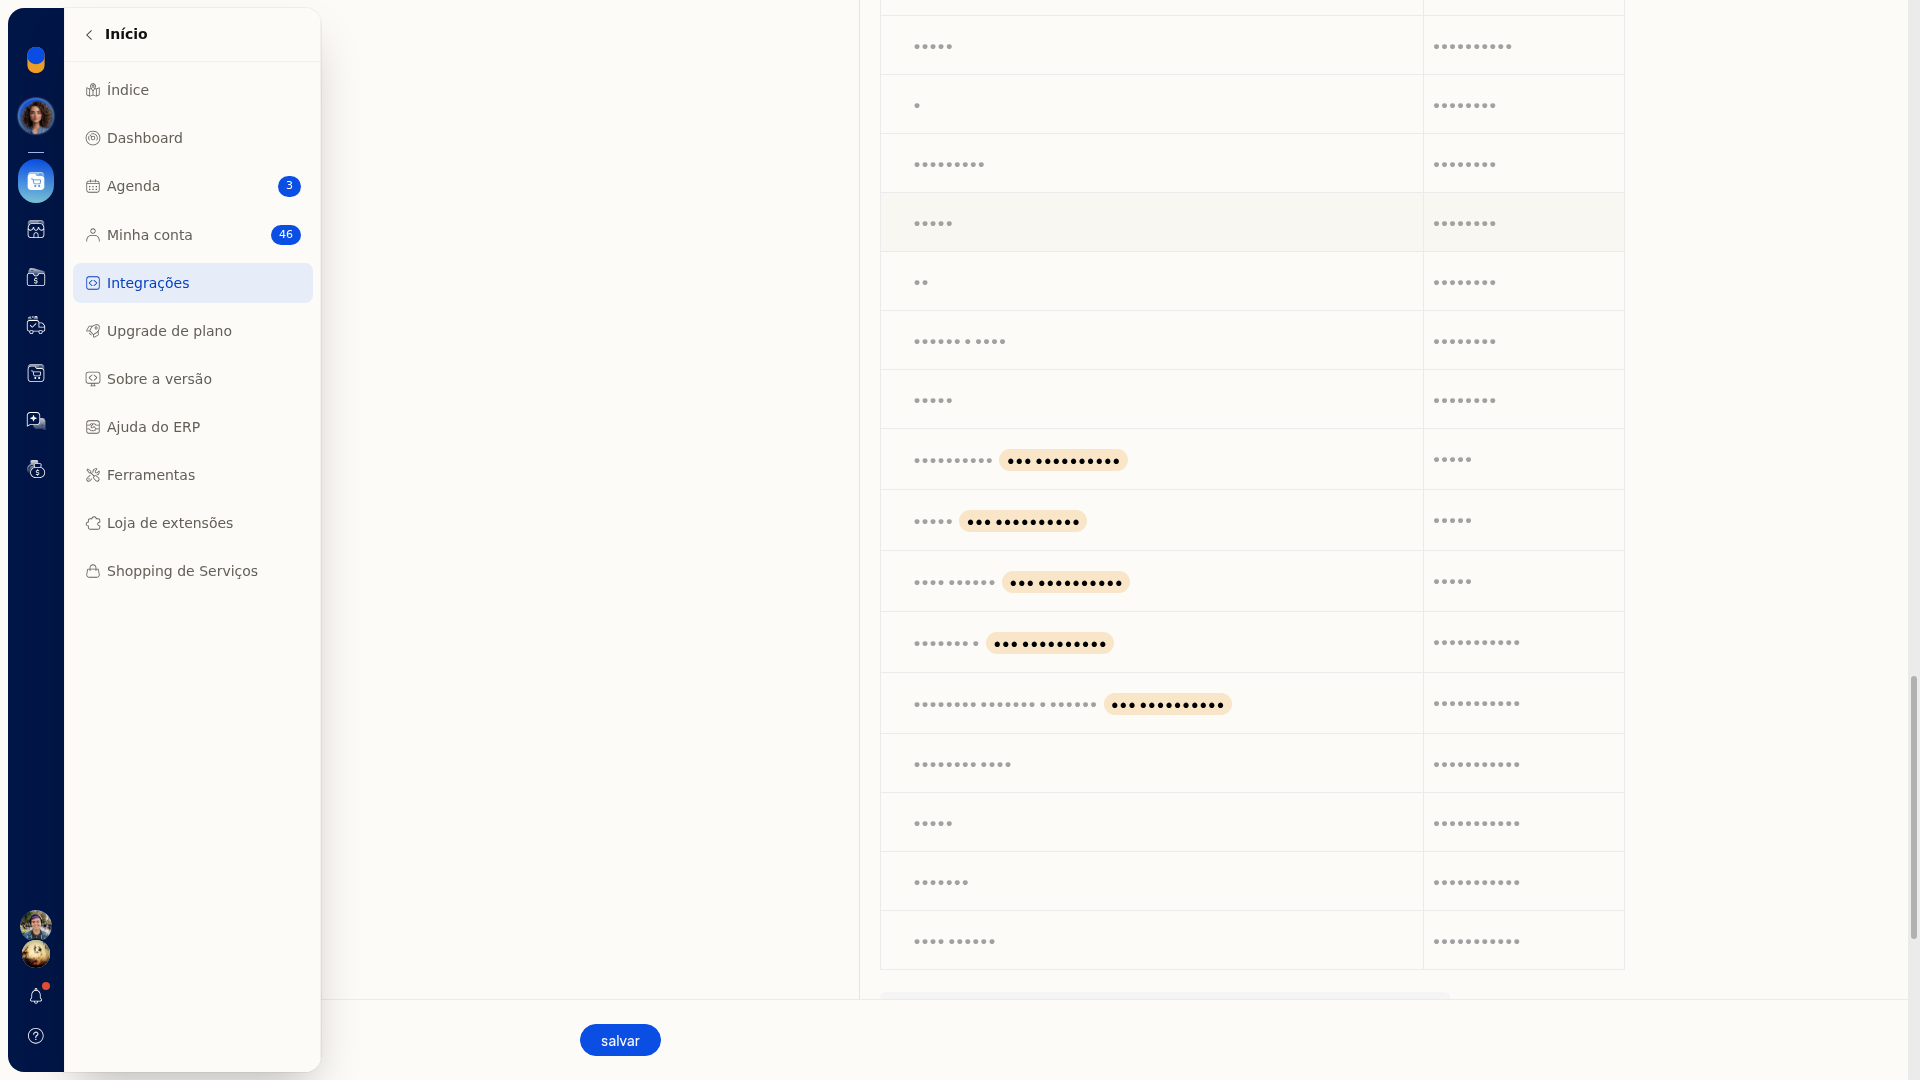 Início
Índice
Dashboard
Agenda 3
Minha conta 46
Integrações
Upgrade de plano
Sobre a versão
Ajuda do ERP
Ferramentas
Loja de extensões
Shopping de Serviços
salvar